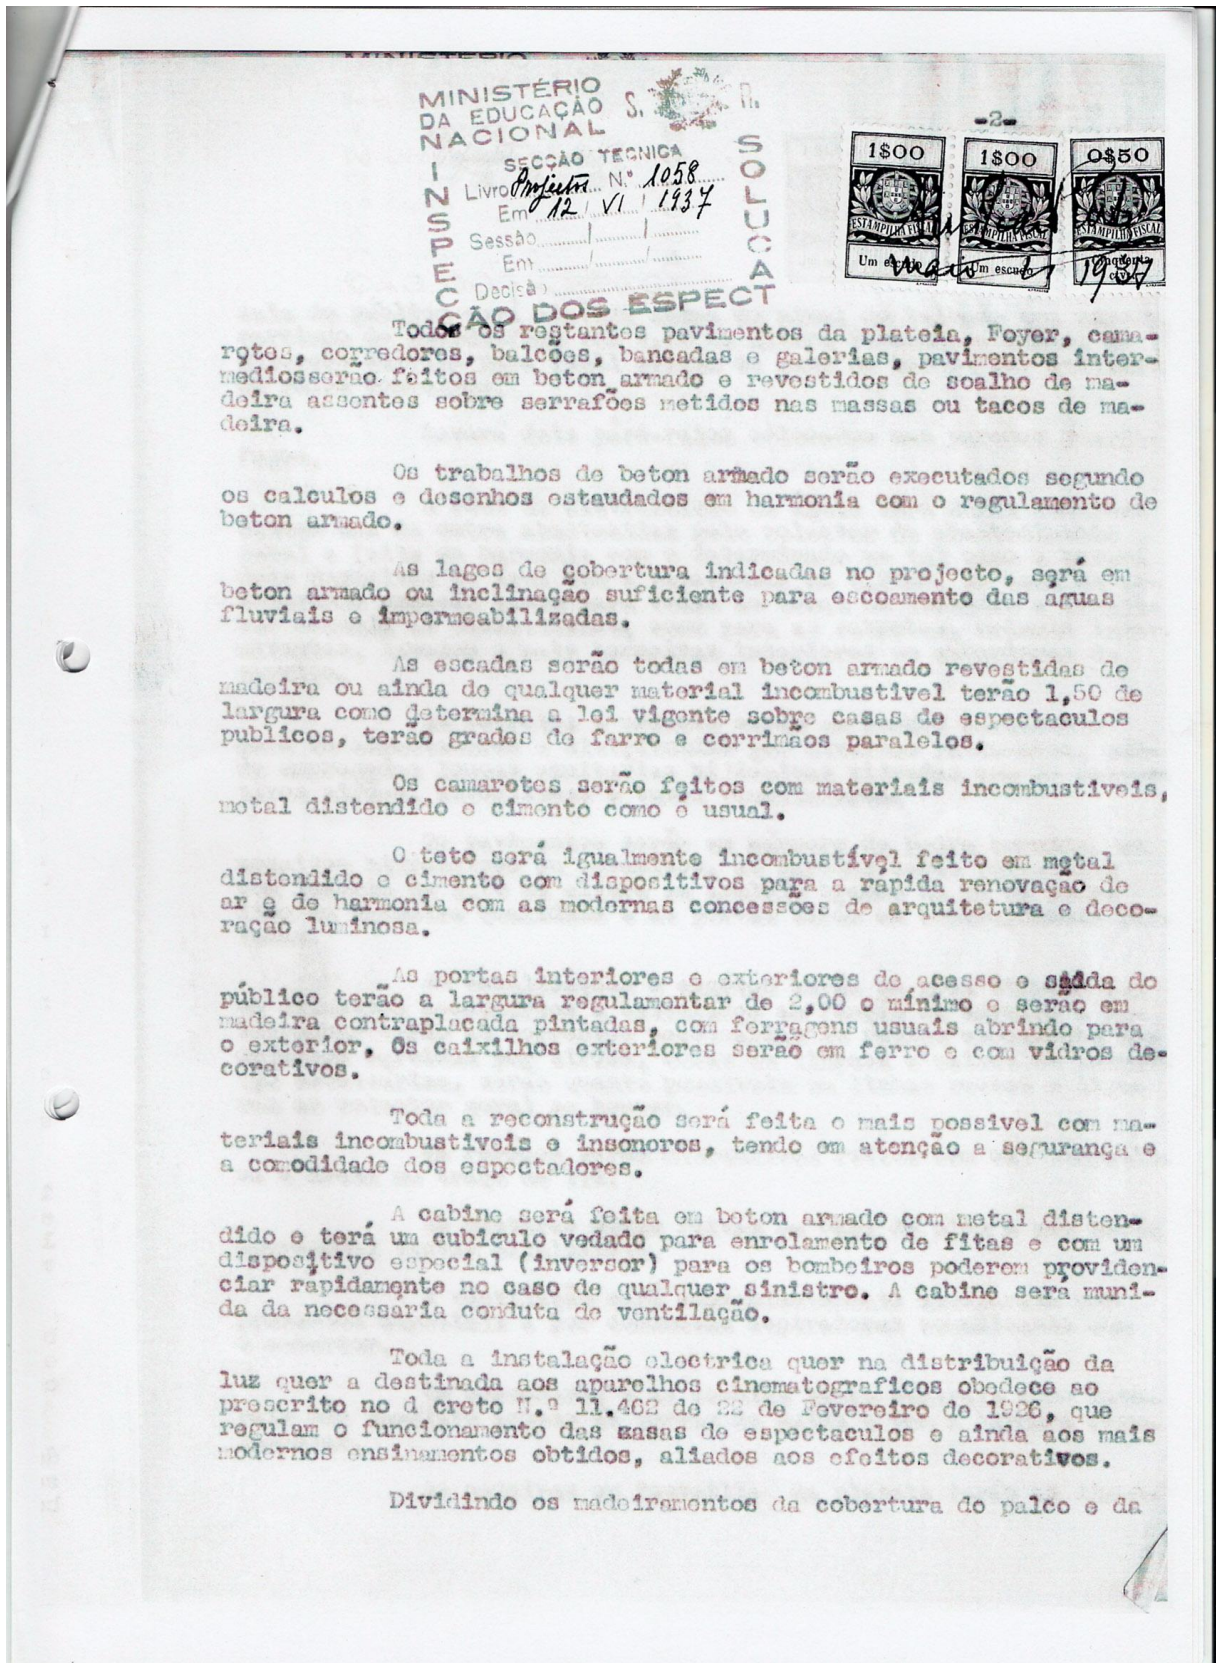 MINISTÉRIO
DA EDUCAÇÃO S. R.
NACIONAL
-2-
SECÇÃO TECNICA
Livro Projectos N.º 1058
Em 12 / VI / 1937
Sessão / /
Em / /
Decisão
INSPECÇÃO DOS ESPECT
1$00
1$00
0$50
ESTAMPILHA FISCAL
ESTAMPILHA FISCAL
ESTAMPILHA FISCAL
Um escudo
Um escudo
cinquenta
Maio 1937
Todos os restantes pavimentos da plateia, Foyer, cama-
rotes, corredores, balcões, bancadas e galerias, pavimentos inter-
mediosserão feitos em beton armado e revestidos de soalho de ma-
deira assentes sobre serrafões metidos nas massas ou tacos de ma-
deira.
Os trabalhos de beton armado serão executados segundo
os calculos e desenhos estaudados em harmonia com o regulamento de
beton armado.
As lages de cobertura indicadas no projecto, será em
beton armado ou inclinação suficiente para escoamento das águas
fluviais e impermeabilizadas.
As escadas serão todas em beton armado revestidas de
madeira ou ainda de qualquer material incombustivel terão 1,50 de
largura como determina a lei vigente sobre casas de espectaculos
publicos, terão grades de farro e corrimãos paralelos.
Os camarotes serão feitos com materiais incombustiveis,
metal distendido e cimento como é usual.
O teto será igualmente incombustível feito em metal
distendido e cimento com dispositivos para a rápida renovação de
ar e de harmonia com as modernas concessões de arquitetura e deco-
ração luminosa.
As portas interiores e exteriores de acesso e saida do
público terão a largura regulamentar de 2,00 o minimo e serão em
madeira contraplacada pintadas, com ferragens usuais abrindo para
o exterior. Os caixilhos exteriores serão em ferro e com vidros de-
corativos.
Toda a reconstrução será feita o mais possivel com ma-
teriais incombustiveis e insonoros, tendo em atenção a segurança e
a comodidade dos espectadores.
A cabine será feita em beton armado com metal disten-
dido e terá um cubículo vedado para enrolamento de fitas e com um
dispositivo especial (inversor) para os bombeiros poderem providen-
ciar rápidamente no caso de qualquer sinistro. A cabine será muni-
da da necessária conduta de ventilação.
Toda a instalação electrica quer na distribuição da
luz quer a destinada aos aparelhos cinematograficos obedece ao
prescrito no d creto N.º 11.462 de 22 de Fevereiro de 1926, que
regulam o funcionamento das casas de espectaculos e ainda aos mais
modernos ensinamentos obtidos, aliados aos efeitos decorativos.
Dividindo os madeiramentos da cobertura do palco e da